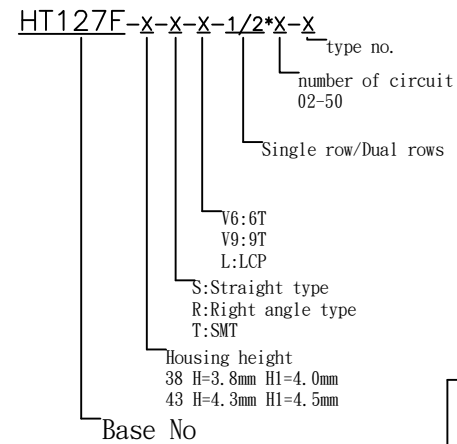 HT127F-X-X-X-1/2*X-X
type no.
number of circuit
02-50
Single row/Dual rows
V6:6T
V9:9T
L:LCP
S:Straight type
R:Right angle type
T:SMT
Housing height
38 H=3.8mm H1=4.0mm
43 H=4.3mm H1=4.5mm
Base No